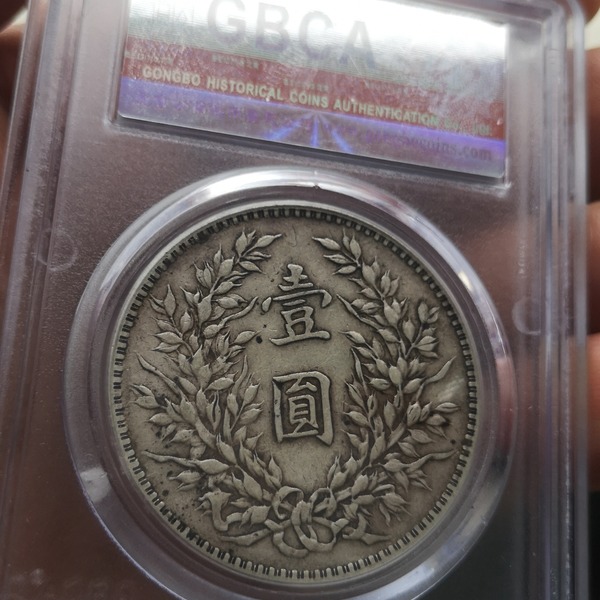 GBCA
GONGBO HISTORICAL COINS AUTHENTICATION
壹
圓